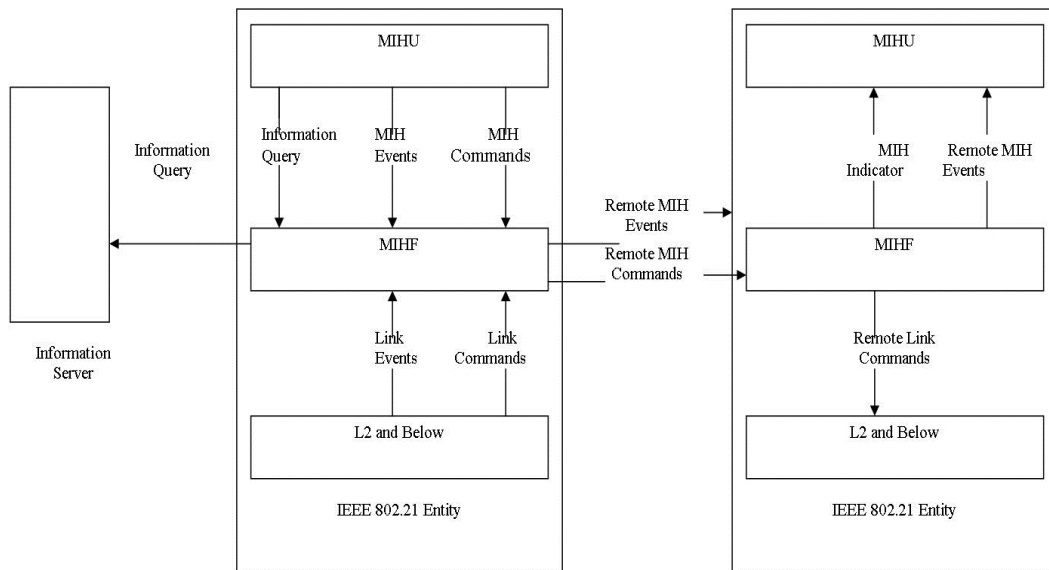 MIHU
Information
Query
MIH
Events
MIH
Commands
MIHF
Link
Events
Link
Commands
L2 and Below
IEEE 802.21 Entity
Information
Query
Information
Server
Remote MIH
Events
Remote MIH
Commands
MIHU
MIH
Indicator
Remote MIH
Events
MIHF
Remote Link
Commands
L2 and Below
IEEE 802.21 Entity